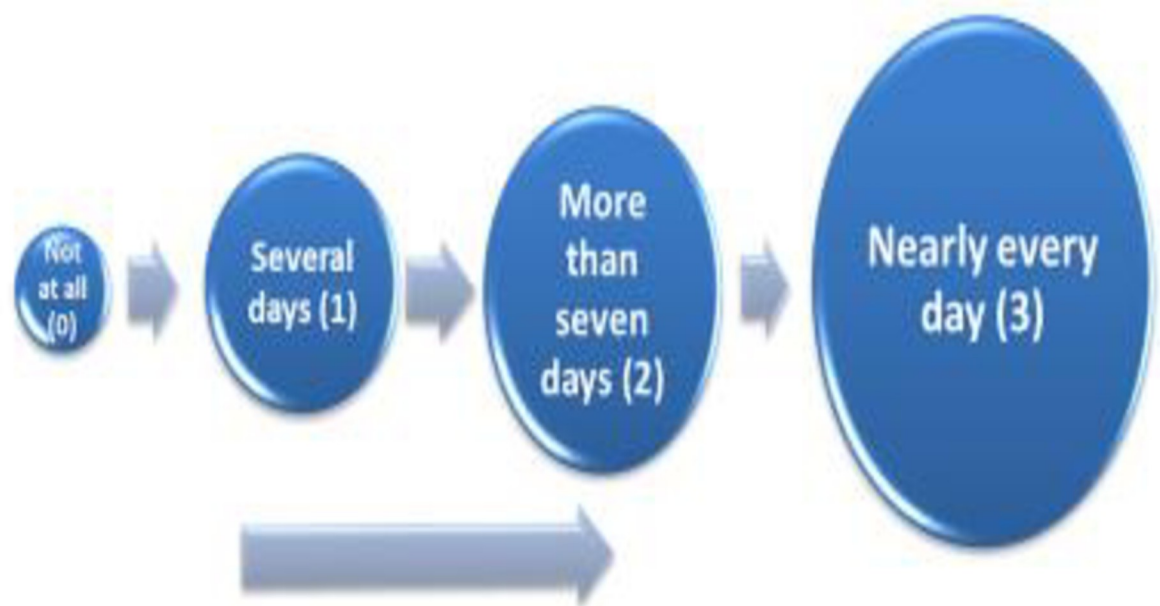 Not
at all
(0)
Several
days (1)
More
than
seven
days (2)
Nearly every
day (3)